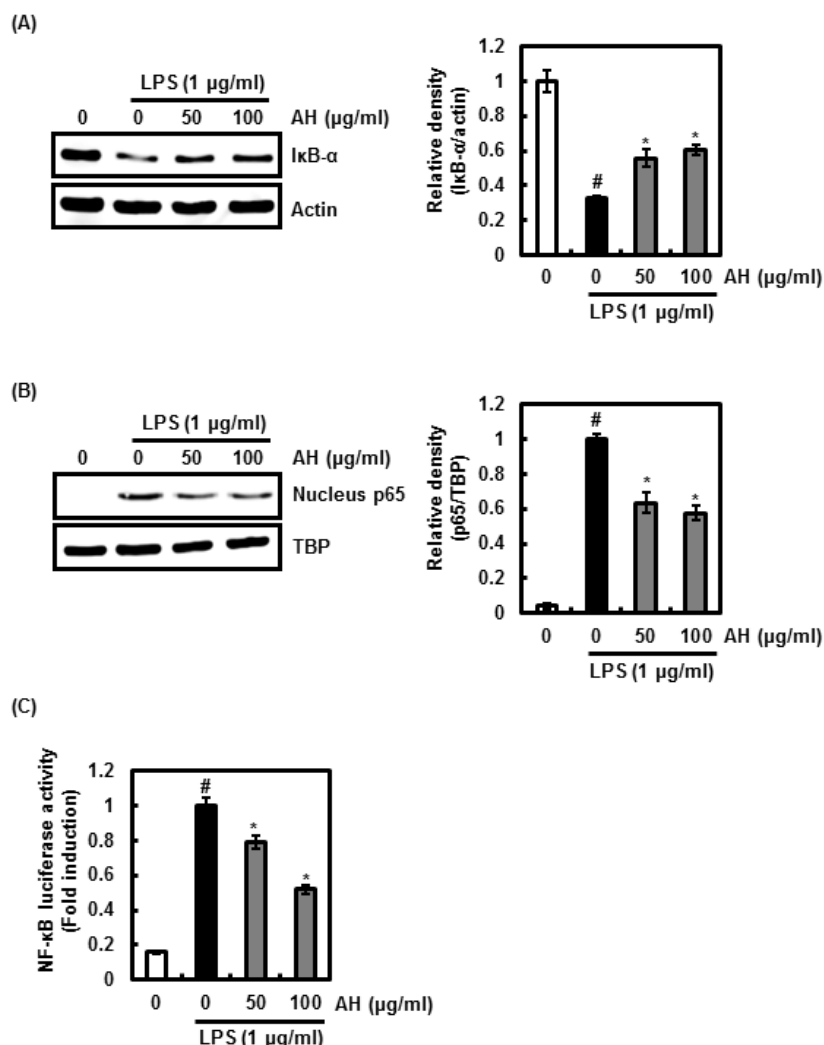 (A)
LPS (1 µg/ml)
0 0 50 100 AH (µg/ml)
IκB-α
Actin
Relative density
(IκB-α/actin)
1.2
1
0.8
0.6
0.4
0.2
0
#
*
*
0 0 50 100 AH (µg/ml)
LPS (1 µg/ml)
(B)
LPS (1 µg/ml)
0 0 50 100 AH (µg/ml)
Nucleus p65
TBP
Relative density
(p65/TBP)
1.2
1
0.8
0.6
0.4
0.2
0
#
*
*
0 0 50 100 AH (µg/ml)
LPS (1 µg/ml)
(C)
NF-κB luciferase activity
(Fold induction)
1.2
1
0.8
0.6
0.4
0.2
0
#
*
*
0 0 50 100 AH (µg/ml)
LPS (1 µg/ml)